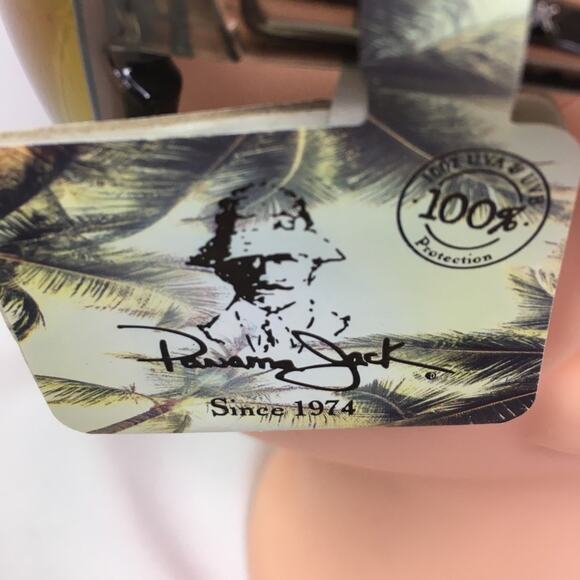 100% UVA & UVB
100%
Protection
Panama Jack ®
Since 1974